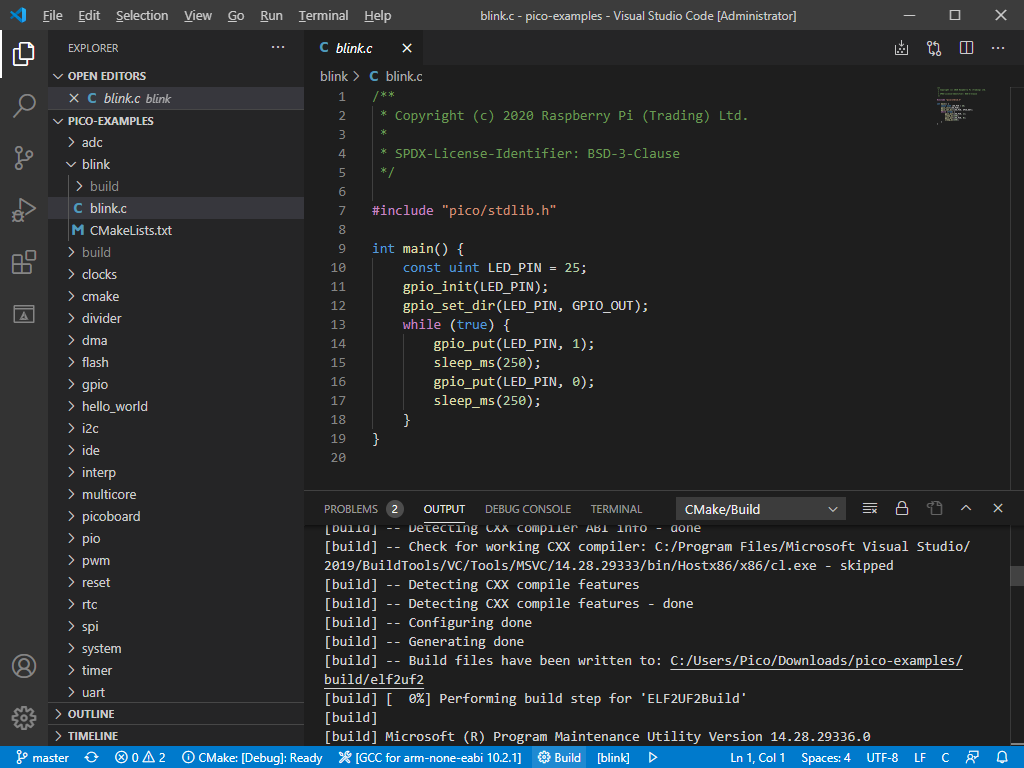 File Edit Selection View Go Run Terminal Help
blink.c - pico-examples - Visual Studio Code [Administrator]
EXPLORER
OPEN EDITORS
C blink.c blink
PICO-EXAMPLES
adc
blink
build
C blink.c
M CMakeLists.txt
build
clocks
cmake
divider
dma
flash
gpio
hello_world
i2c
ide
interp
multicore
picoboard
pio
pwm
reset
rtc
spi
system
timer
uart
OUTLINE
TIMELINE
C blink.c
blink > C blink.c
1 /**
2  * Copyright (c) 2020 Raspberry Pi (Trading) Ltd.
3  *
4  * SPDX-License-Identifier: BSD-3-Clause
5  */
6
7 #include "pico/stdlib.h"
8
9 int main() {
10     const uint LED_PIN = 25;
11     gpio_init(LED_PIN);
12     gpio_set_dir(LED_PIN, GPIO_OUT);
13     while (true) {
14         gpio_put(LED_PIN, 1);
15         sleep_ms(250);
16         gpio_put(LED_PIN, 0);
17         sleep_ms(250);
18     }
19 }
20
PROBLEMS 2 OUTPUT DEBUG CONSOLE TERMINAL CMake/Build
[build] -- Detecting CXX compiler ABI info - done
[build] -- Check for working CXX compiler: C:/Program Files/Microsoft Visual Studio/
2019/BuildTools/VC/Tools/MSVC/14.28.29333/bin/Hostx86/x86/cl.exe - skipped
[build] -- Detecting CXX compile features
[build] -- Detecting CXX compile features - done
[build] -- Configuring done
[build] -- Generating done
[build] -- Build files have been written to: C:/Users/Pico/Downloads/pico-examples/
build/elf2uf2
[build] [  0%] Performing build step for 'ELF2UF2Build'
[build]
[build] Microsoft (R) Program Maintenance Utility Version 14.28.29336.0
master 0 2 CMake: [Debug]: Ready [GCC for arm-none-eabi 10.2.1] Build [blink] Ln 1, Col 1 Spaces: 4 UTF-8 LF C